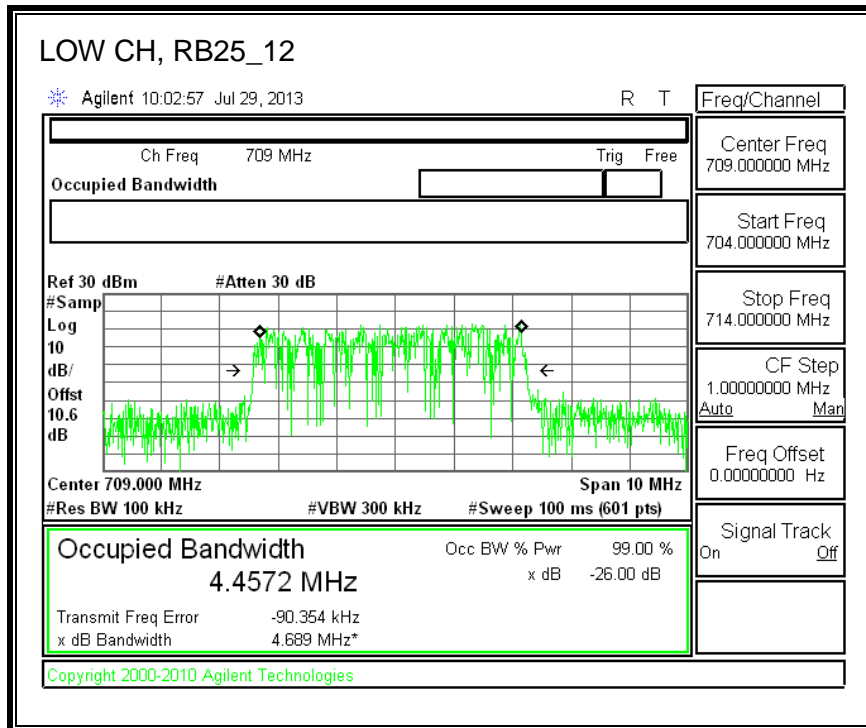 LOW CH, RB25_12
Agilent 10:02:57 Jul 29, 2013
R T
Freq/Channel
Ch Freq 709 MHz
Trig Free
Occupied Bandwidth
Center Freq
709.000000 MHz
Start Freq
704.000000 MHz
Stop Freq
714.000000 MHz
CF Step
1.00000000 MHz
Auto Man
Freq Offset
0.00000000 Hz
Signal Track
On Off
Ref 30 dBm #Atten 30 dB
#Samp
Log
10
dB/
Offst
10.6
dB
Center 709.000 MHz Span 10 MHz
#Res BW 100 kHz #VBW 300 kHz #Sweep 100 ms (601 pts)
Occupied Bandwidth
4.4572 MHz
Occ BW % Pwr 99.00 %
x dB -26.00 dB
Transmit Freq Error -90.354 kHz
x dB Bandwidth 4.689 MHz*
Copyright 2000-2010 Agilent Technologies